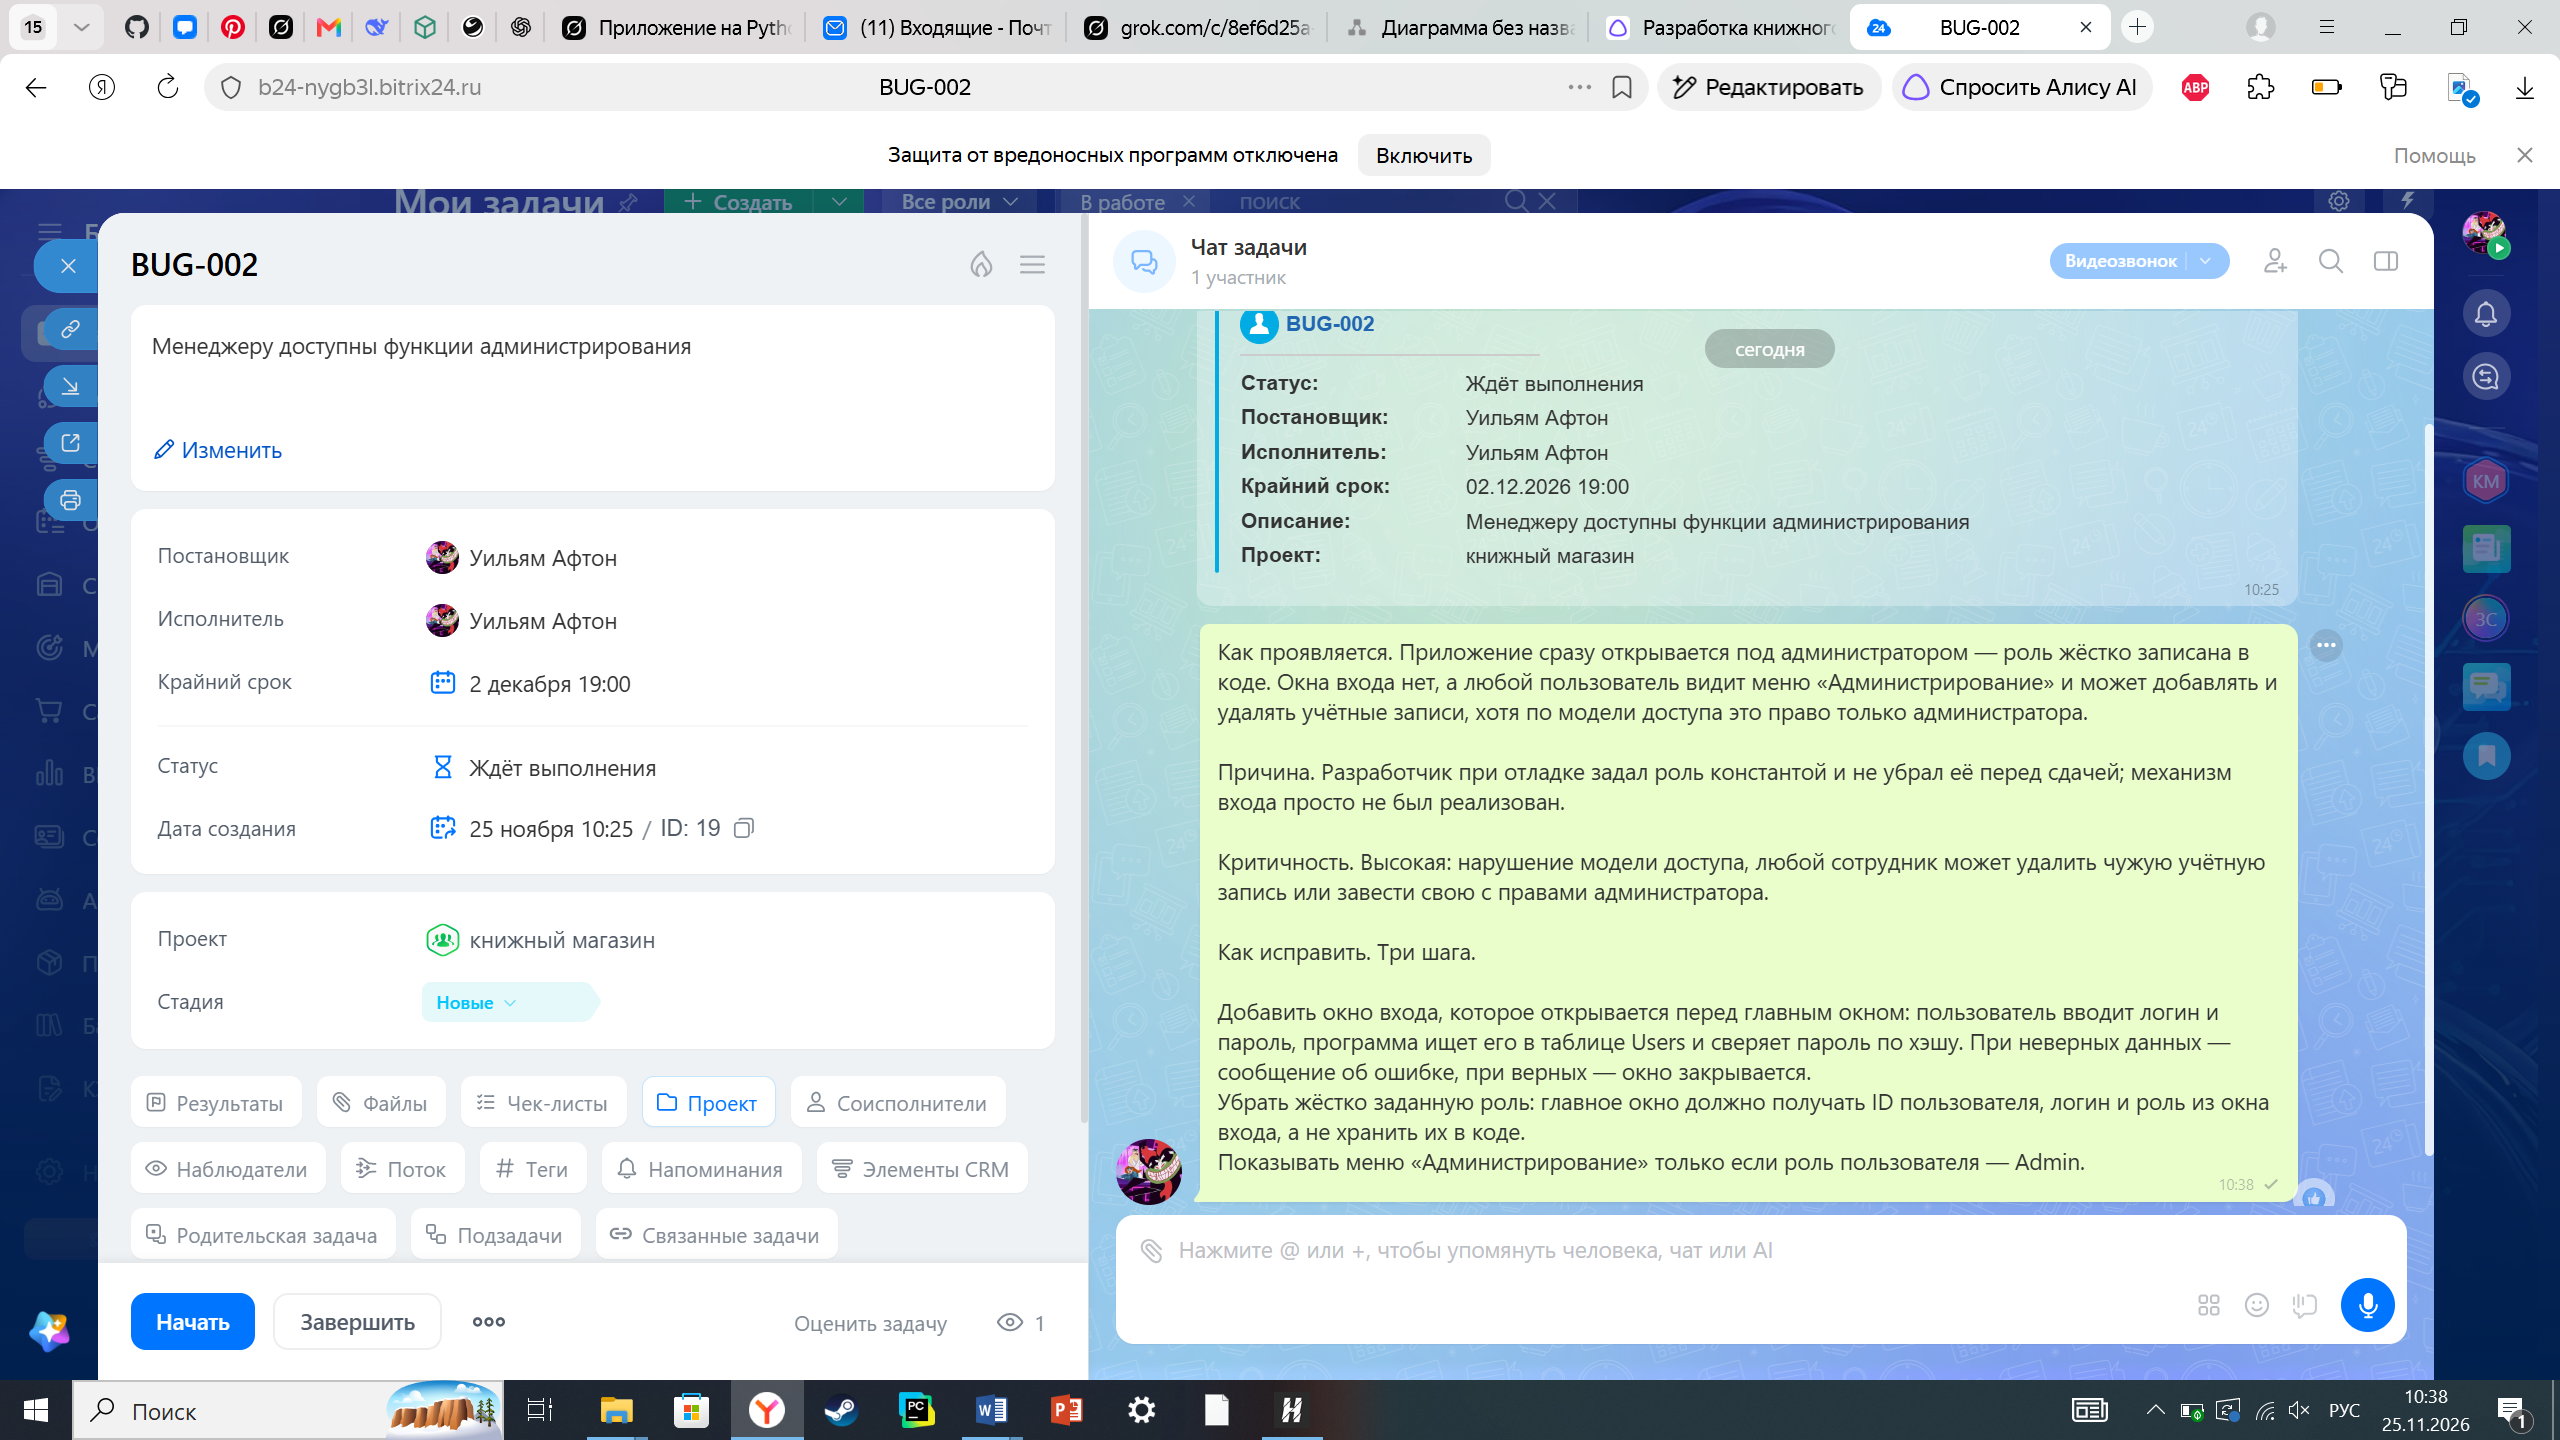 15
Приложение на Pytho
(11) Входящие - Почт
grok.com/c/8ef6d25a-
Диаграмма без назва
Разработка книжного
24
BUG-002
b24-nygb3l.bitrix24.ru
BUG-002
Редактировать
Спросить Алису AI
ABP
Защита от вредоносных программ отключена
Включить
Помощь
Мои задачи
Создать
Все роли
В работе
поиск
BUG-002
Чат задачи
1 участник
Видеозвонок
Менеджеру доступны функции администрирования
Изменить
Постановщик
Уильям Афтон
Исполнитель
Уильям Афтон
Крайний срок
2 декабря 19:00
Статус
Ждёт выполнения
Дата создания
25 ноября 10:25 / ID: 19
Проект
книжный магазин
Стадия
Новые
Результаты
Файлы
Чек-листы
Проект
Соисполнители
Наблюдатели
Поток
Теги
Напоминания
Элементы CRM
Родительская задача
Подзадачи
Связанные задачи
Начать
Завершить
Оценить задачу
1
BUG-002
сегодня
Статус: Ждёт выполнения
Постановщик: Уильям Афтон
Исполнитель: Уильям Афтон
Крайний срок: 02.12.2026 19:00
Описание: Менеджеру доступны функции администрирования
Проект: книжный магазин
10:25
Как проявляется. Приложение сразу открывается под администратором — роль жёстко записана в
коде. Окна входа нет, а любой пользователь видит меню «Администрирование» и может добавлять и
удалять учётные записи, хотя по модели доступа это право только администратора.
Причина. Разработчик при отладке задал роль константой и не убрал её перед сдачей; механизм
входа просто не был реализован.
Критичность. Высокая: нарушение модели доступа, любой сотрудник может удалить чужую учётную
запись или завести свою с правами администратора.
Как исправить. Три шага.
Добавить окно входа, которое открывается перед главным окном: пользователь вводит логин и
пароль, программа ищет его в таблице Users и сверяет пароль по хэшу. При неверных данных —
сообщение об ошибке, при верных — окно закрывается.
Убрать жёстко заданную роль: главное окно должно получать ID пользователя, логин и роль из окна
входа, а не хранить их в коде.
Показывать меню «Администрирование» только если роль пользователя — Admin.
10:38
Нажмите @ или +, чтобы упомянуть человека, чат или AI
КМ
ЗС
Поиск
PC
РУС
10:38
25.11.2026
1